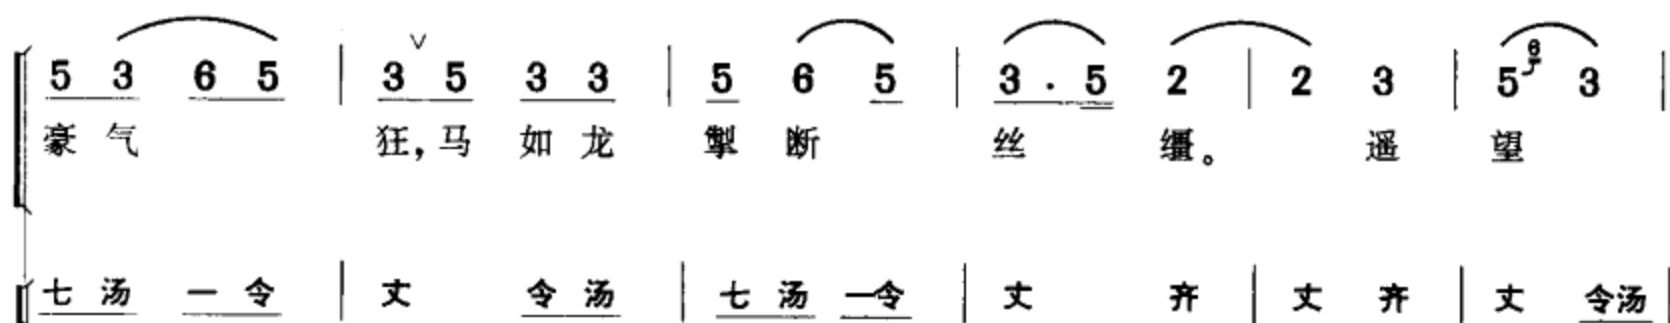 5 3 6 5 | 3 ∨ 5 3 3 | 5 6 5 | 3 · 5 2 | 2 3 | 5 6 3 |
豪气 狂，马如龙 掣断 丝 缰。 遥 望
七汤 一令 | 丈 令汤 | 七汤 一令 | 丈 齐 | 丈 齐 | 丈 令汤